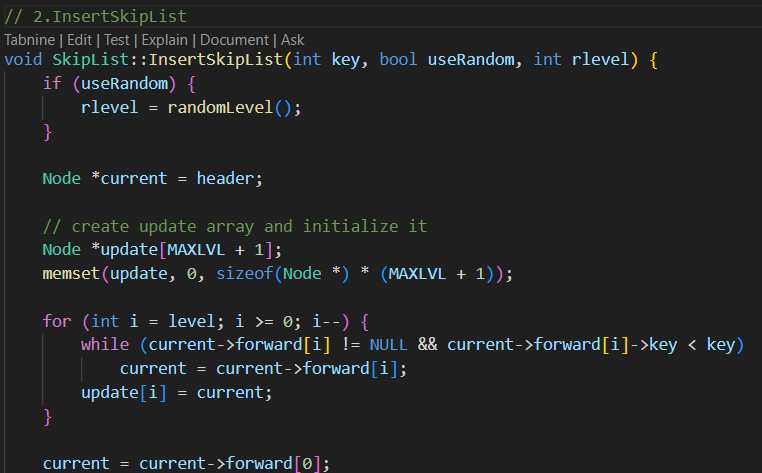 // 2.InsertSkipList
Tabnine | Edit | Test | Explain | Document | Ask
void SkipList::InsertSkipList(int key, bool useRandom, int rlevel) {
    if (useRandom) {
        rlevel = randomLevel();
    }

    Node *current = header;

    // create update array and initialize it
    Node *update[MAXLVL + 1];
    memset(update, 0, sizeof(Node *) * (MAXLVL + 1));

    for (int i = level; i >= 0; i--) {
        while (current->forward[i] != NULL && current->forward[i]->key < key)
            current = current->forward[i];
        update[i] = current;
    }

    current = current->forward[0];